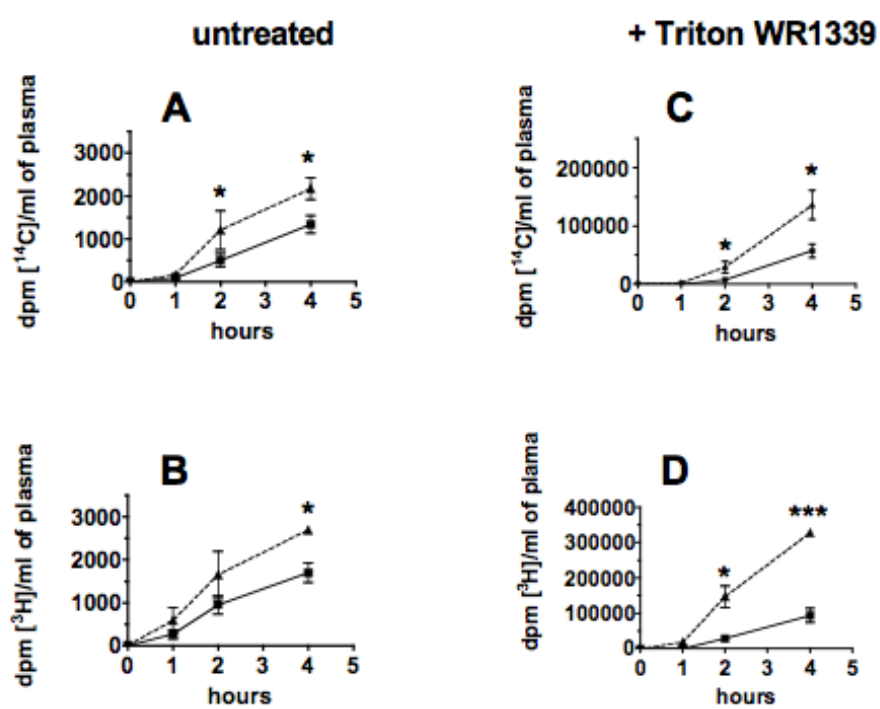 untreated
+ Triton WR1339
A
dpm [¹⁴C]/ml of plasma
3000
2000
1000
0
* *
0 1 2 3 4 5
hours
C
dpm [¹⁴C]/ml of plasma
200000
100000
0
* *
0 1 2 3 4 5
hours
B
dpm [³H]/ml of plasma
3000
2000
1000
0
*
0 1 2 3 4 5
hours
D
dpm [³H]/ml of plama
400000
300000
200000
100000
0
* ***
0 1 2 3 4 5
hours